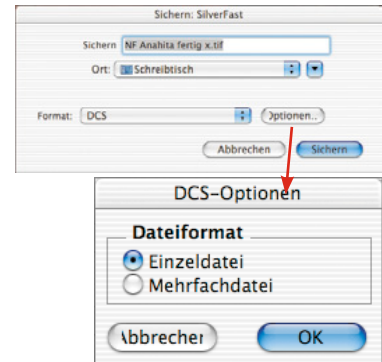 Sichern: SilverFast
Sichern NF Anahita fertig x.tif
Ort: Schreibtisch
Format: DCS Optionen..
Abbrechen Sichern
DCS-Optionen
Dateiformat
Einzeldatei
Mehrfachdatei
Abbrechen OK